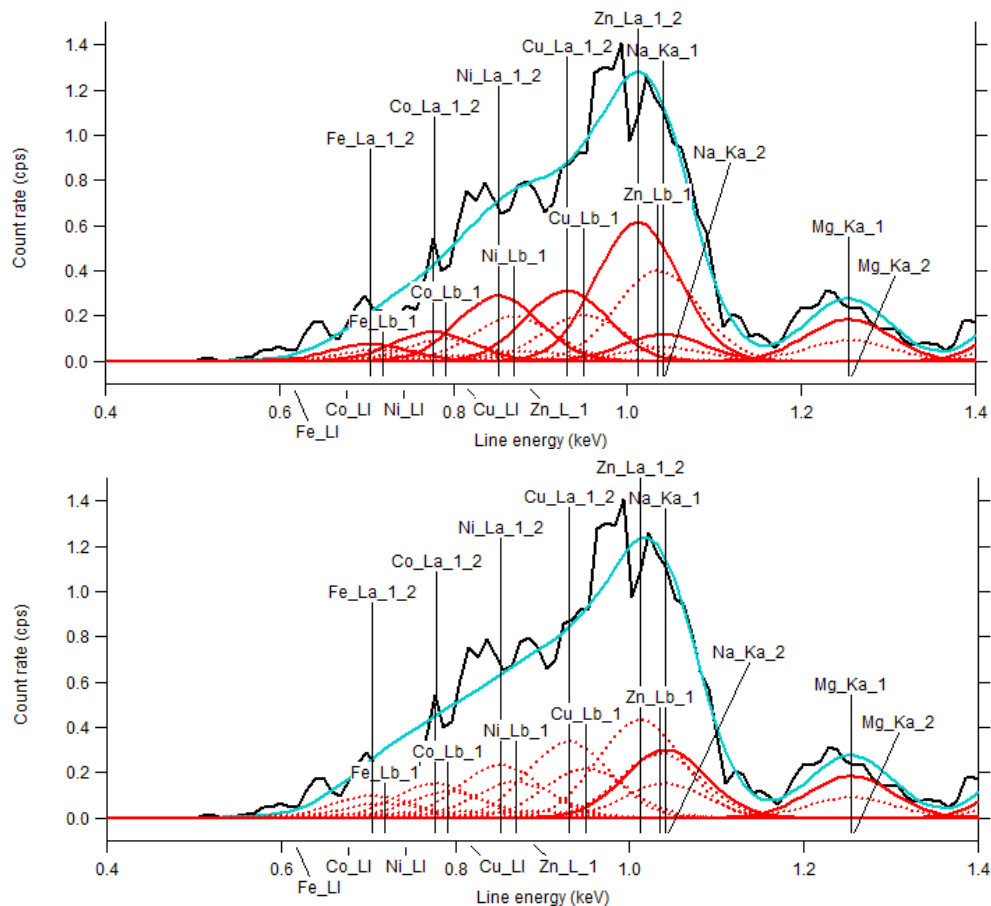 Zn_La_1_2
Cu_La_1_2
Na_Ka_1
Ni_La_1_2
Co_La_1_2
Fe_La_1_2
Na_Ka_2
Zn_Lb_1
Cu_Lb_1
Mg_Ka_1
Ni_Lb_1
Mg_Ka_2
Co_Lb_1
Fe_Lb_1
1.4
1.2
1.0
0.8
0.6
0.4
0.2
0.0
Count rate (cps)
0.4
0.6
0.8
1.0
1.2
1.4
Co_Ll
Ni_Ll
Cu_Ll
Zn_L_1
Fe_Ll
Line energy (keV)
Zn_La_1_2
Cu_La_1_2
Na_Ka_1
Ni_La_1_2
Co_La_1_2
Fe_La_1_2
Na_Ka_2
Zn_Lb_1
Mg_Ka_1
Cu_Lb_1
Ni_Lb_1
Mg_Ka_2
Co_Lb_1
Fe_Lb_1
1.4
1.2
1.0
0.8
0.6
0.4
0.2
0.0
Count rate (cps)
0.4
0.6
0.8
1.0
1.2
1.4
Co_Ll
Ni_Ll
Cu_Ll
Zn_L_1
Fe_Ll
Line energy (keV)